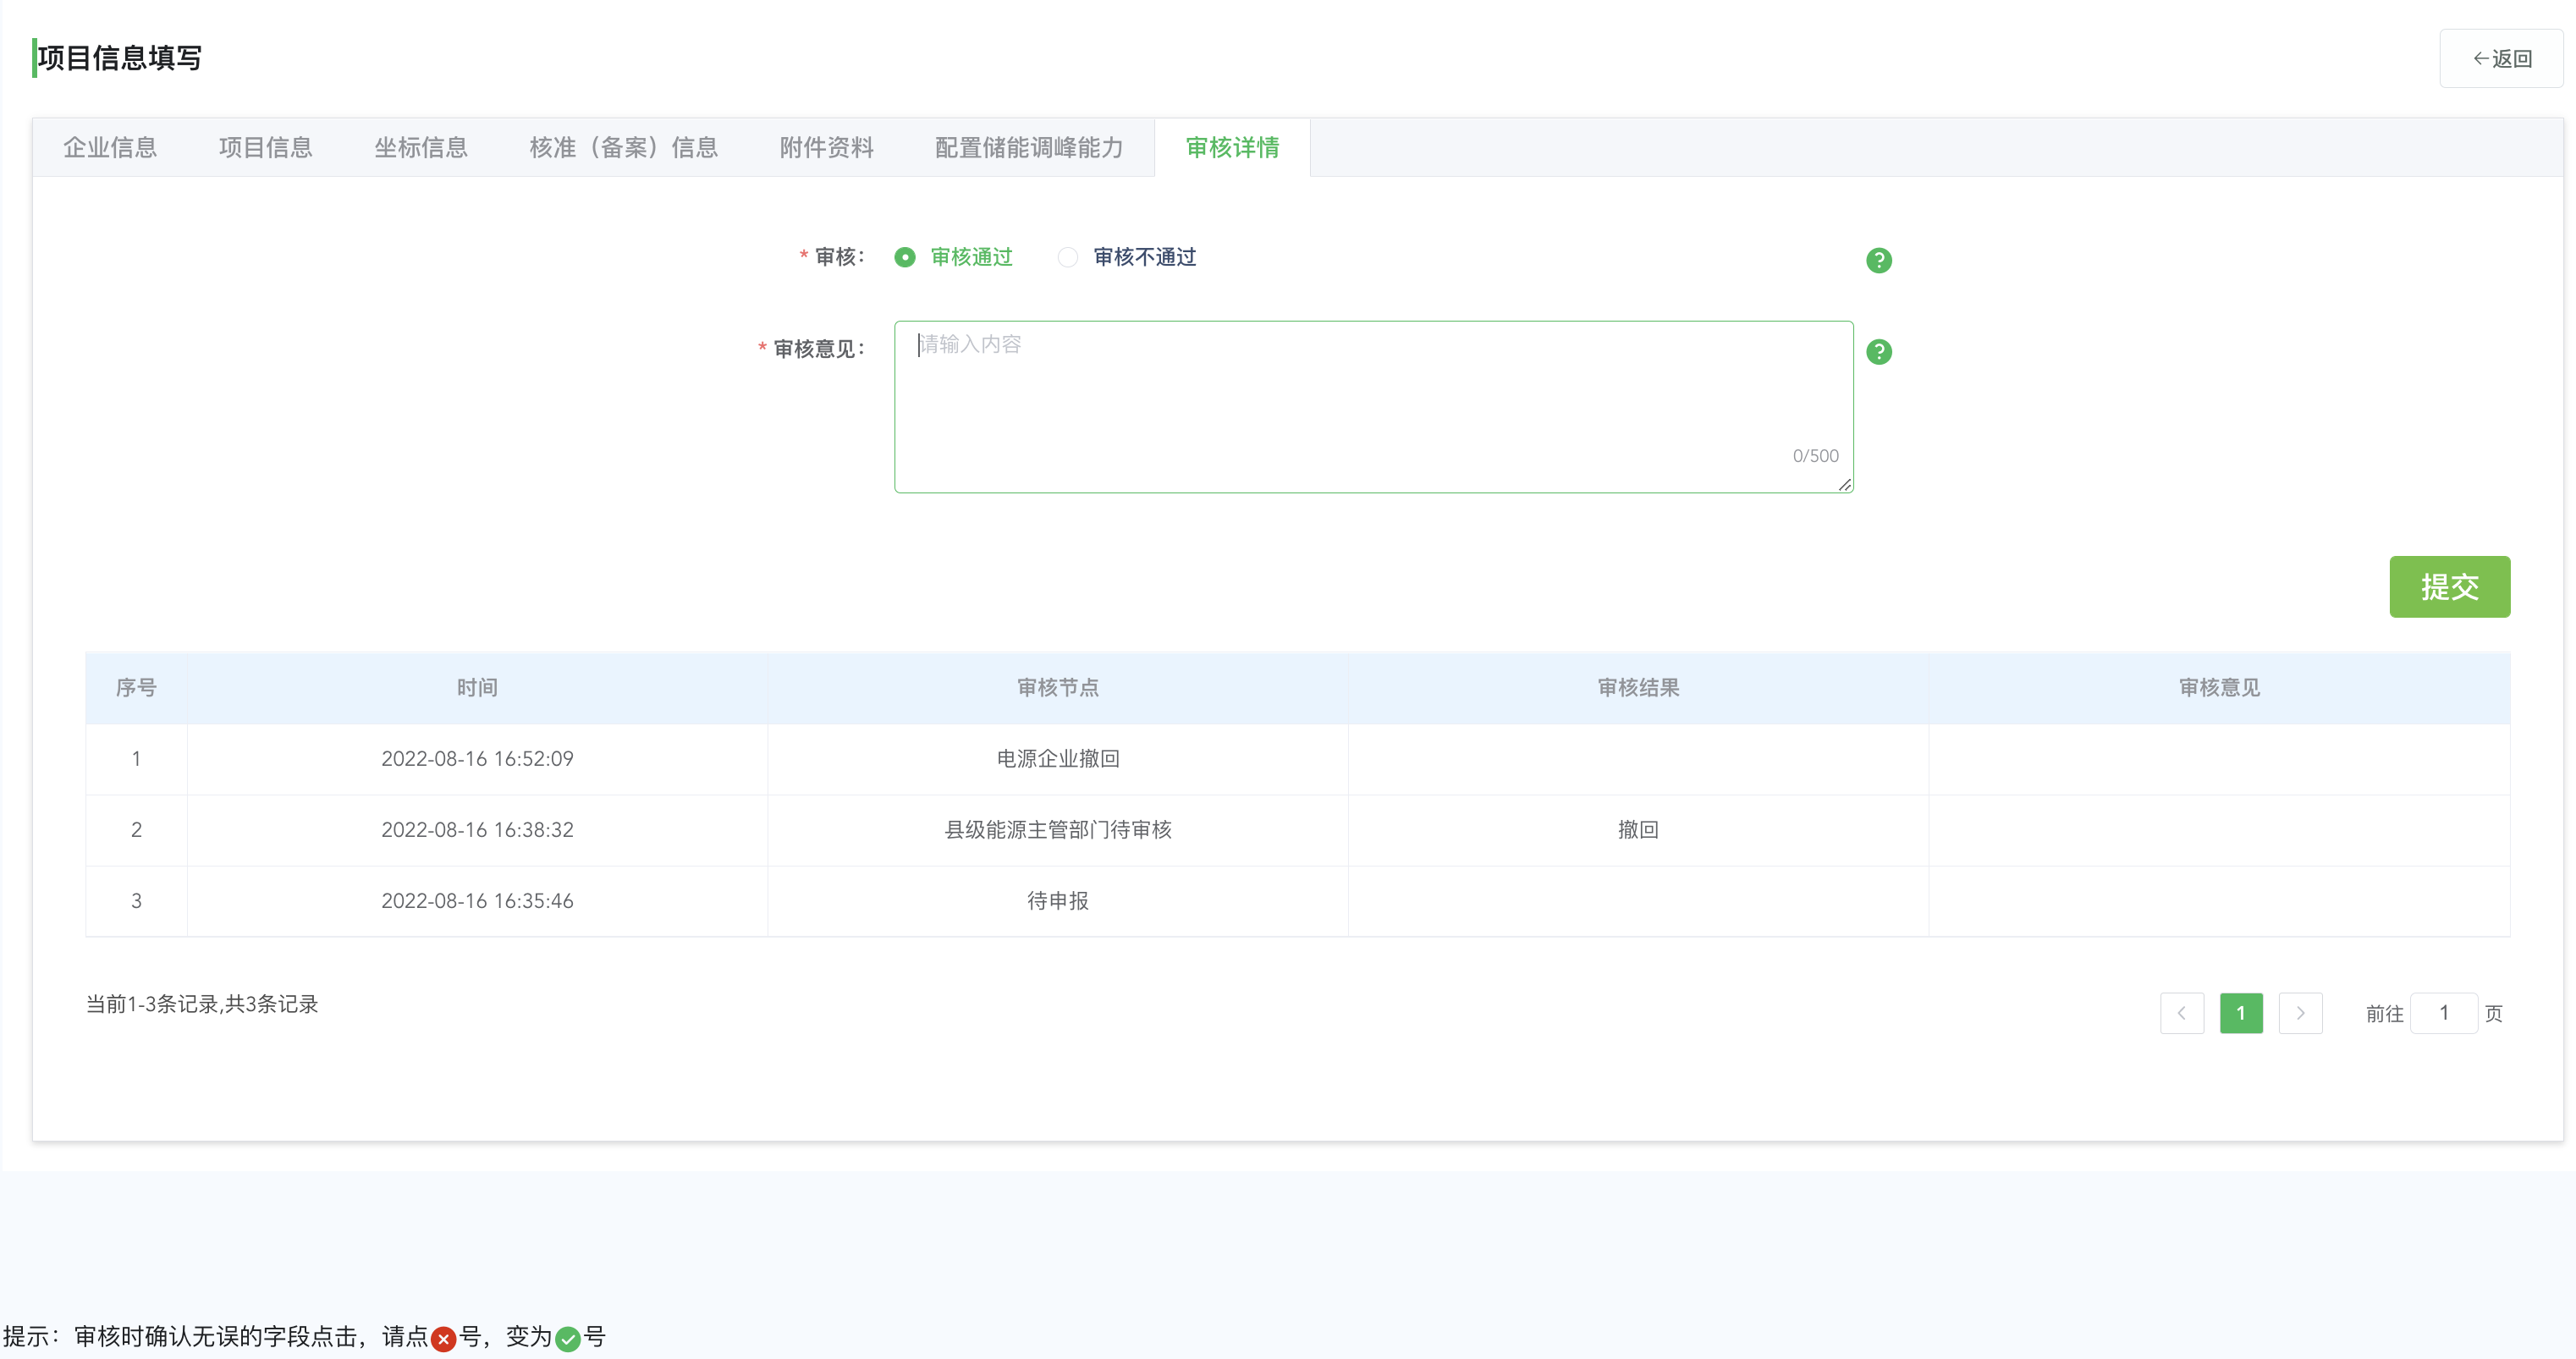 项目信息填写
返回
企业信息 项目信息 坐标信息 核准（备案）信息 附件资料 配置储能调峰能力 审核详情
* 审核： 审核通过 审核不通过 ?
* 审核意见： 请输入内容 ?
0/500
提交
序号 时间 审核节点 审核结果 审核意见
1 2022-08-16 16:52:09 电源企业撤回
2 2022-08-16 16:38:32 县级能源主管部门待审核 撤回
3 2022-08-16 16:35:46 待申报
当前1-3条记录,共3条记录
1 前往 1 页
提示：审核时确认无误的字段点击，请点号，变为号